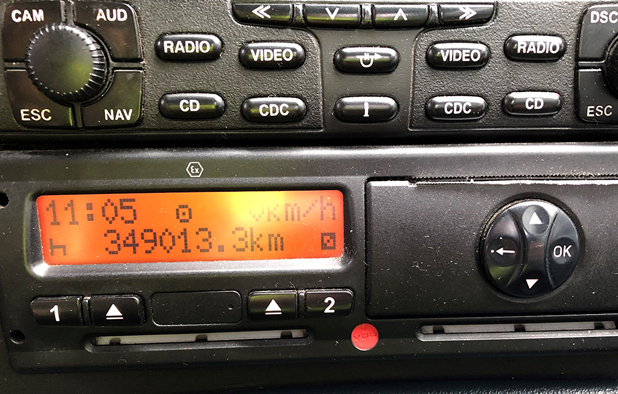 CAM AUD DSC
RADIO VIDEO VIDEO RADIO
ESC NAV CD CDC I CDC CD ESC
Ex
11:05 0km/h
349013.3km
OK
1 2